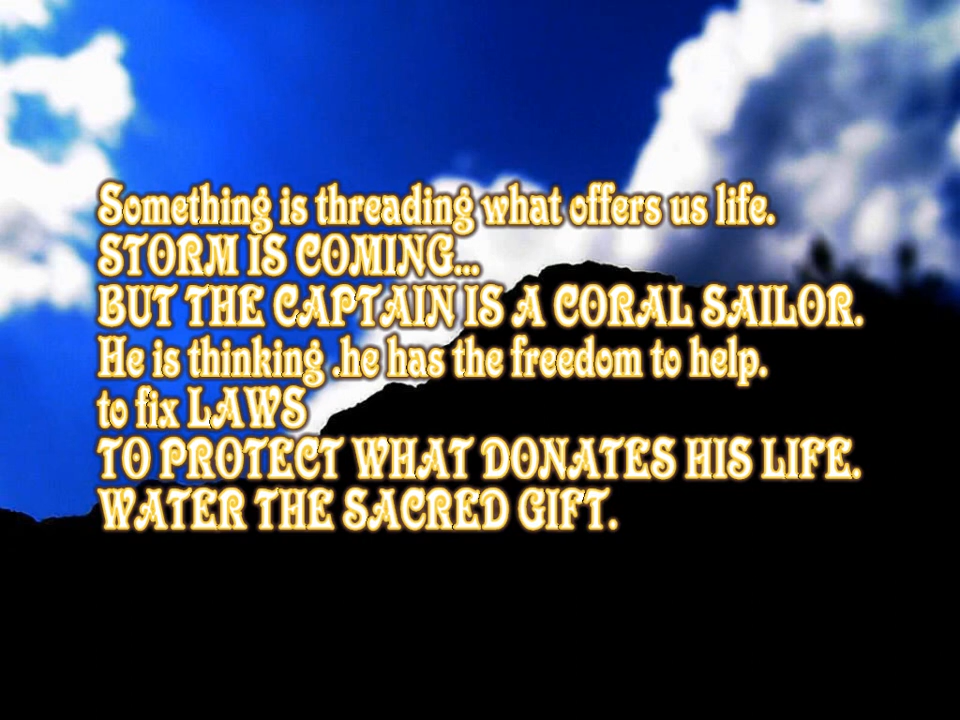 Something is threading what offers us life.
STORM IS COMING...
BUT THE CAPTAIN IS A CORAL SAILOR.
He is thinking .he has the freedom to help.
to fix LAWS
TO PROTECT WHAT DONATES HIS LIFE.
WATER THE SACRED GIFT.